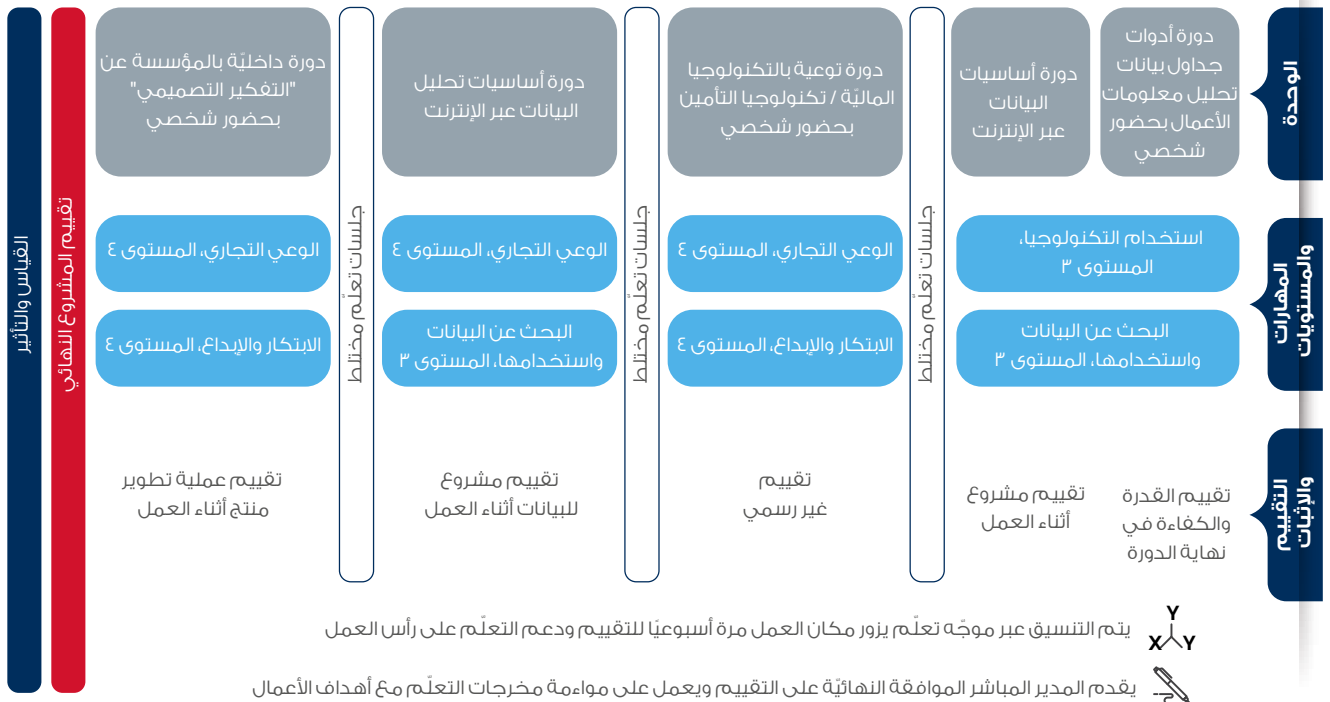 الوحدة
دورة أدوات
جداول بيانات
تحليل معلومات
الأعمال بحضور
شخصي
دورة أساسيات
البيانات
عبر الإنترنت
دورة توعية بالتكنولوجيا
الماليّة / تكنولوجيا التأمين
بحضور شخصي
دورة أساسيات تحليل
البيانات عبر الإنترنت
دورة داخليّة بالمؤسسة عن
"التفكير التصميمي"
بحضور شخصي
المهارات
والمستويات
استخدام التكنولوجيا،
المستوى ٣
البحث عن البيانات
واستخدامها، المستوى ٣
جلسات تعلّم مختلط
الوعي التجاري، المستوى ٤
الابتكار والإبداع، المستوى ٤
جلسات تعلّم مختلط
الوعي التجاري، المستوى ٤
البحث عن البيانات
واستخدامها، المستوى ٣
جلسات تعلّم مختلط
الوعي التجاري، المستوى ٤
الابتكار والإبداع، المستوى ٤
تقييم المشروع النهائي
القياس والتأثير
التقييم
والإثبات
تقييم القدرة
والكفاءة في
نهاية الدورة
تقييم مشروع
أثناء العمل
تقييم
غير رسمي
تقييم مشروع
للبيانات أثناء العمل
تقييم عملية تطوير
منتج أثناء العمل
Y
X Y
يتم التنسيق عبر موجّه تعلّم يزور مكان العمل مرة أسبوعيًا للتقييم ودعم التعلّم على رأس العمل
يقدم المدير المباشر الموافقة النهائيّة على التقييم ويعمل على مواءمة مخرجات التعلّم مع أهداف الأعمال